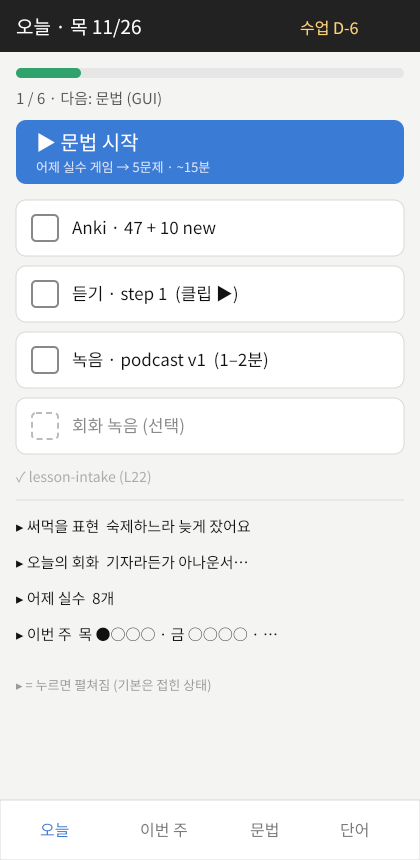 오늘 · 목 11/26
수업 D-6
1 / 6 · 다음: 문법 (GUI)
▶ 문법 시작
어제 실수 게임 → 5문제 · ~15분
Anki · 47 + 10 new
듣기 · step 1 (클립 ▶)
녹음 · podcast v1 (1–2분)
회화 녹음 (선택)
✓ lesson-intake (L22)
▸ 써먹을 표현 숙제하느라 늦게 잤어요
▸ 오늘의 회화 기자라든가 아나운서…
▸ 어제 실수 8개
▸ 이번 주 목 ●○○○ · 금 ○○○○ · …
▸ = 누르면 펼쳐짐 (기본은 접힌 상태)
오늘 이번 주 문법 단어